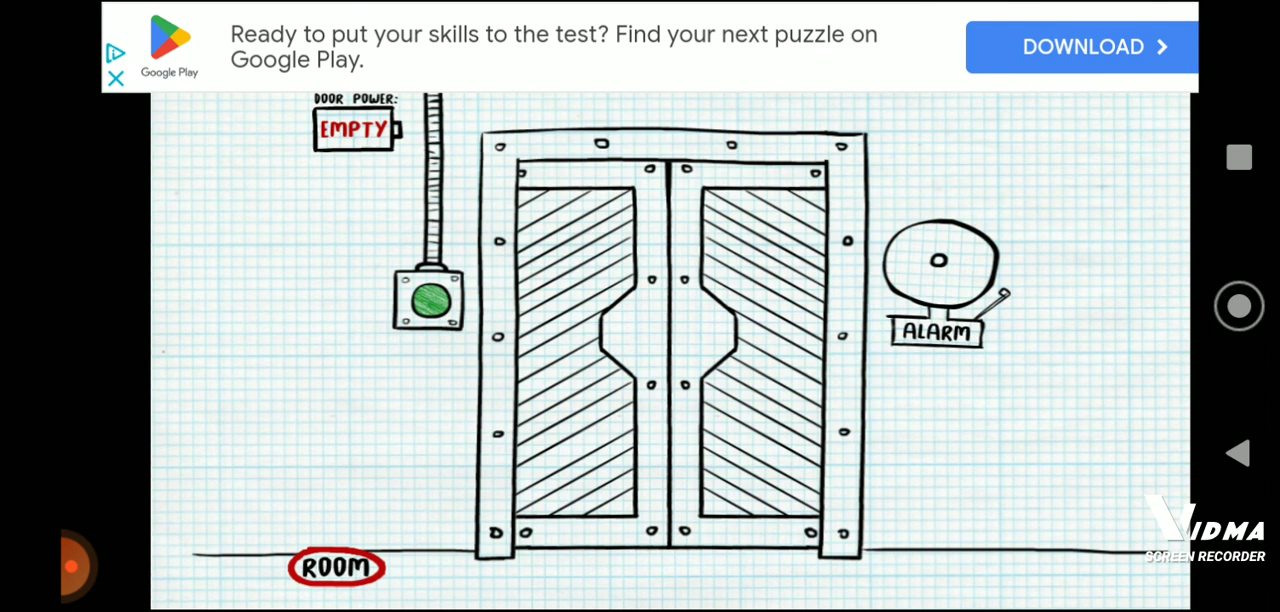 Ready to put your skills to the test? Find your next puzzle on
Google Play.
Google Play
DOWNLOAD
DOOR POWER:
EMPTY
ALARM
ROOM
VIDMA
SCREEN RECORDER